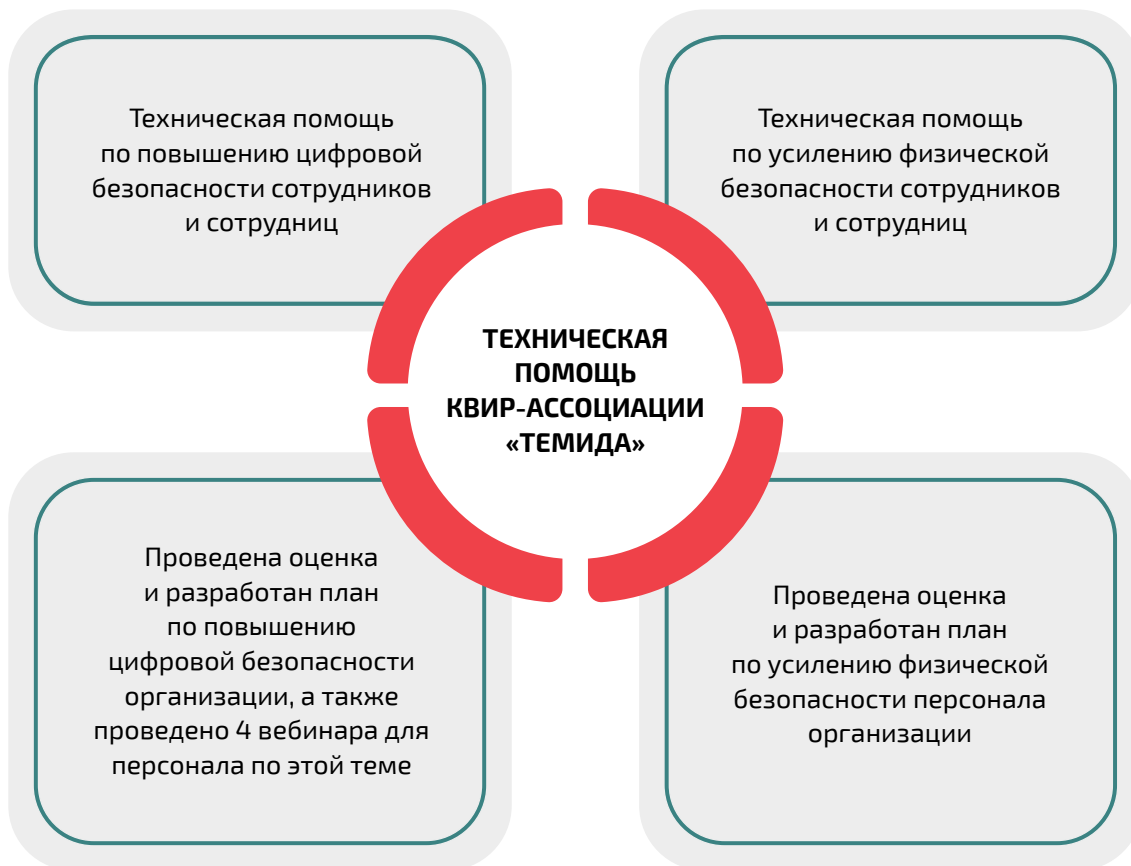 Техническая помощь
по повышению цифровой
безопасности сотрудников
и сотрудниц
Техническая помощь
по усилению физической
безопасности сотрудников
и сотрудниц
ТЕХНИЧЕСКАЯ
ПОМОЩЬ
КВИР-АССОЦИАЦИИ
«ТЕМИДА»
Проведена оценка
и разработан план
по повышению
цифровой безопасности
организации, а также
проведено 4 вебинара для
персонала по этой теме
Проведена оценка
и разработан план
по усилению физической
безопасности персонала
организации